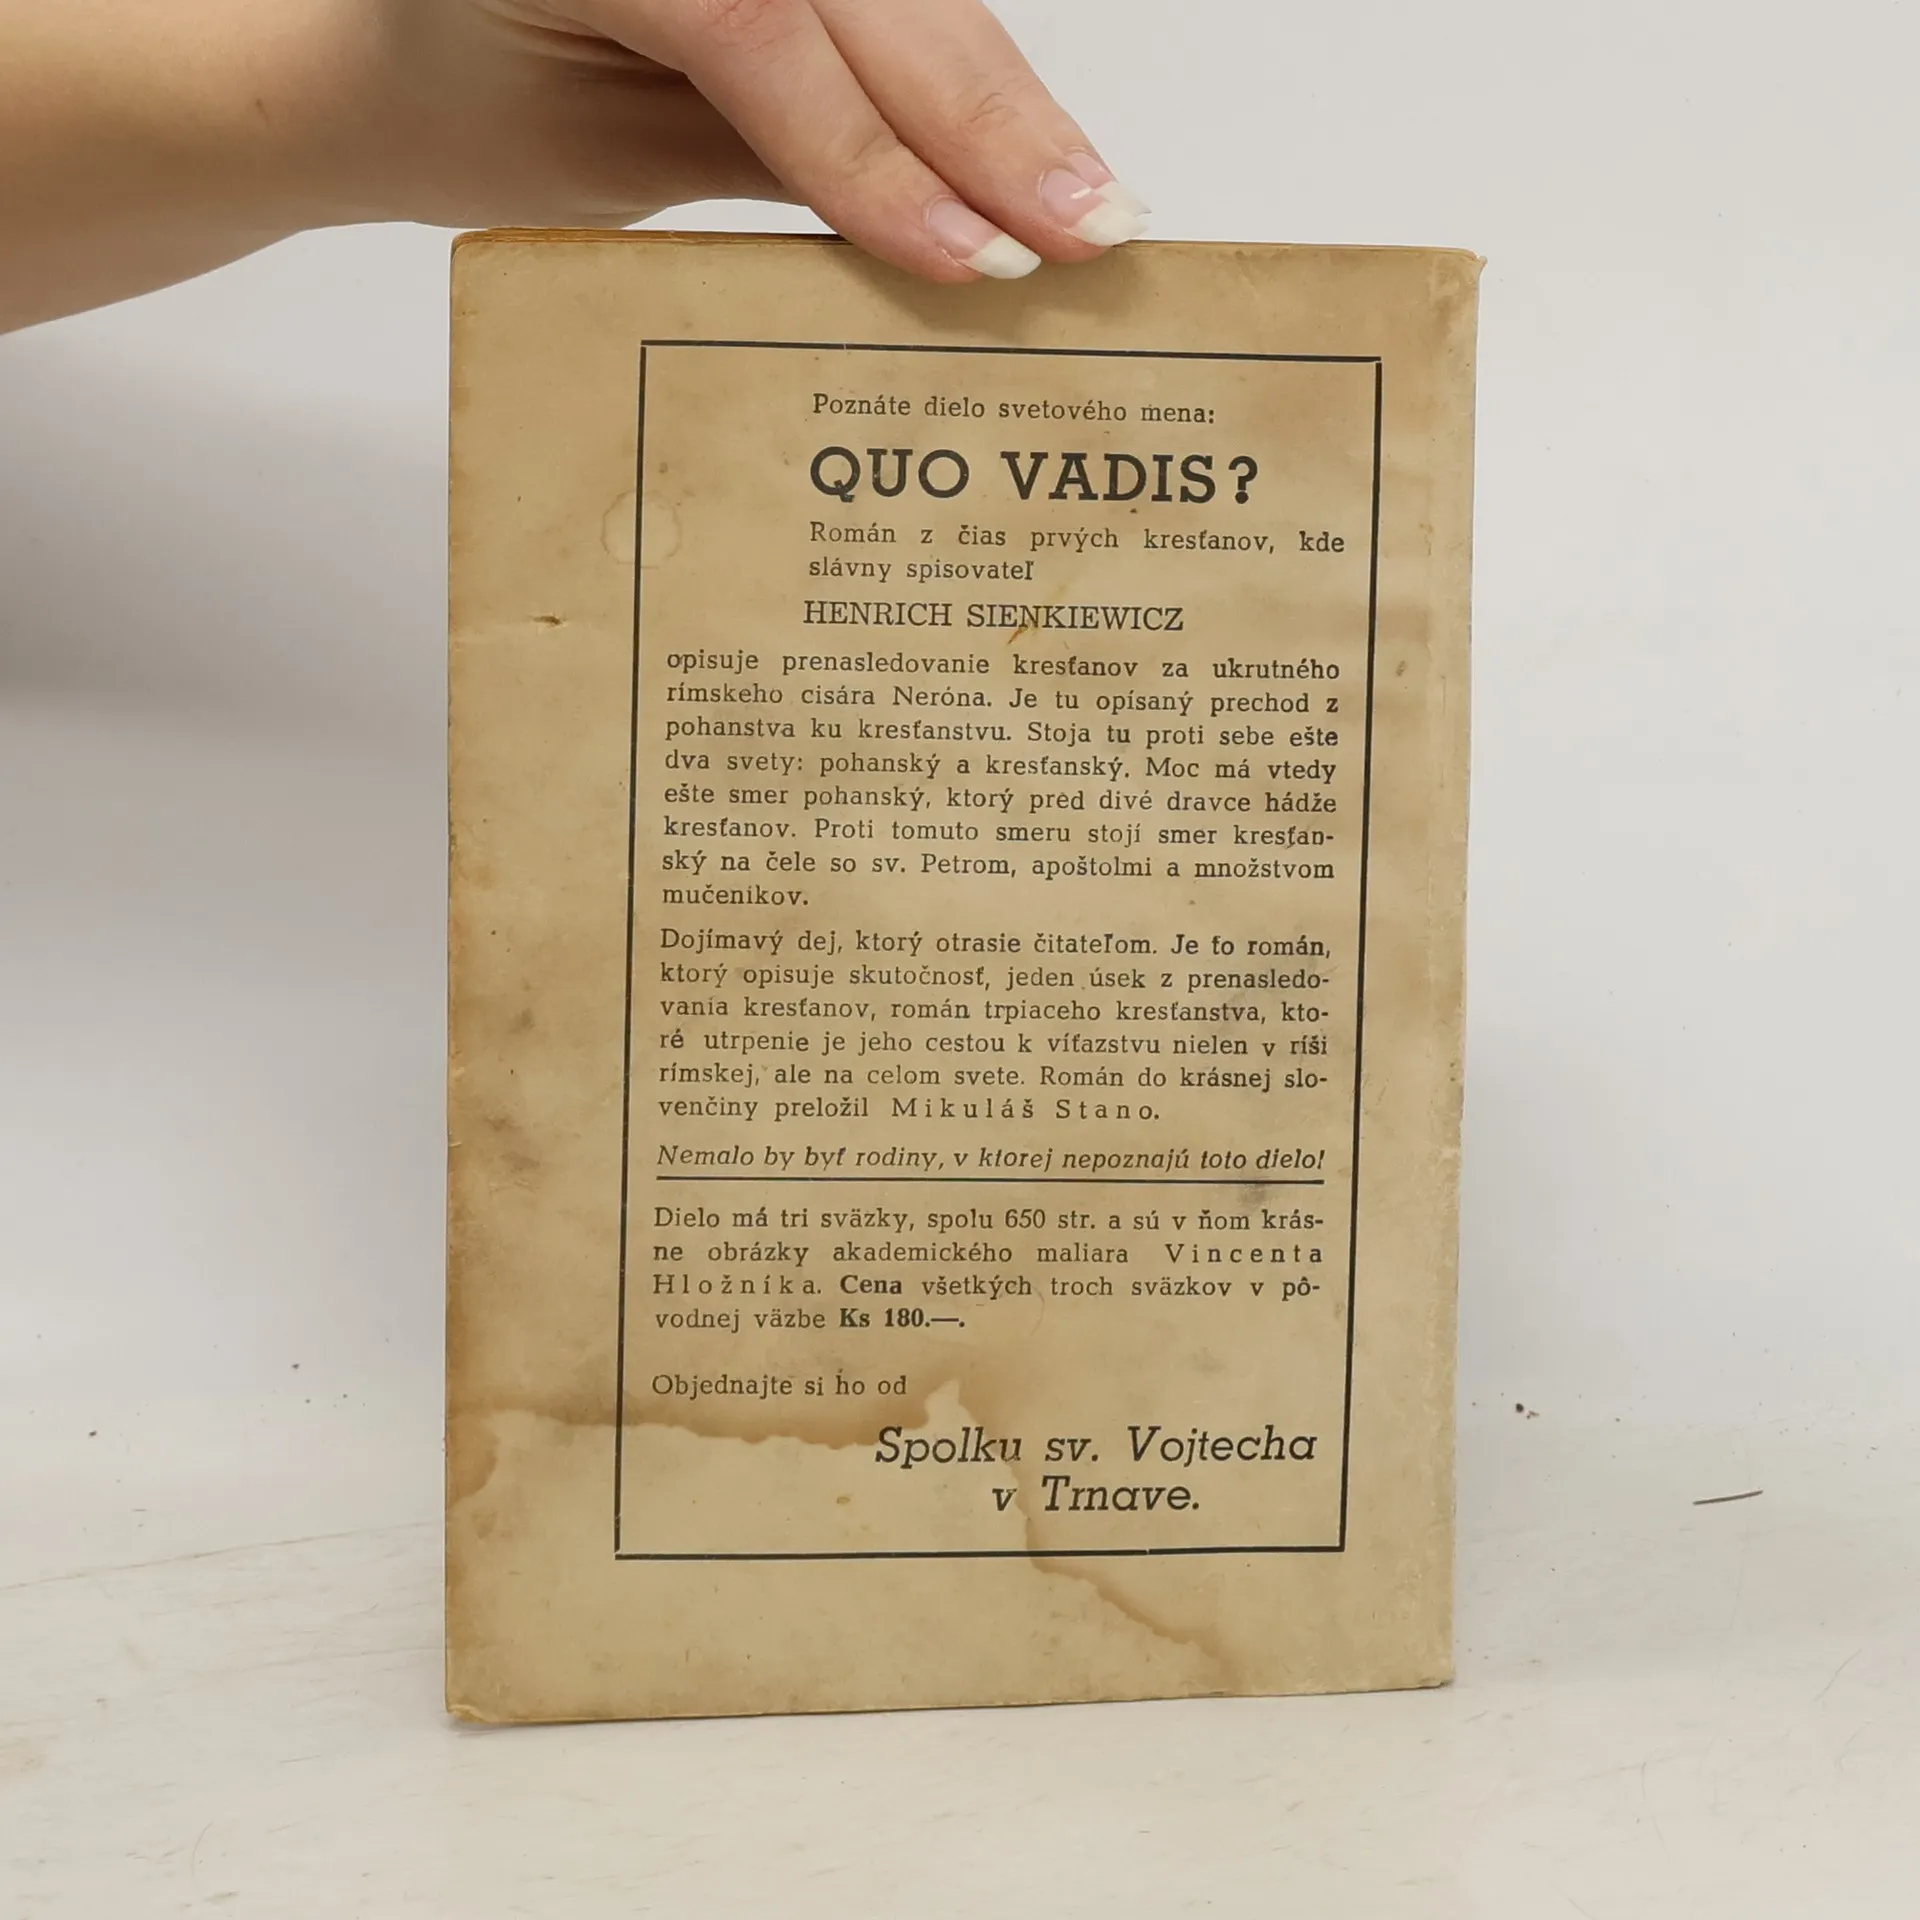 Poznáte dielo svetového mena:
QUO VADIS?
Román z čias prvých kresťanov, kde
slávny spisovateľ
HENRICH SIENKIEWICZ
opisuje prenasledovanie kresťanov za ukrutného
rímskeho cisára Neróna. Je tu opísaný prechod z
pohanstva ku kresťanstvu. Stoja tu proti sebe ešte
dva svety: pohanský a kresťanský. Moc má vtedy
ešte smer pohanský, ktorý pred divé dravce hádže
kresťanov. Proti tomuto smeru stojí smer kresťan-
ský na čele so sv. Petrom, apoštolmi a množstvom
mučeníkov.
Dojímavý dej, ktorý otrasie čitateľom. Je to román,
ktorý opisuje skutočnosť, jeden úsek z prenasledo-
vania kresťanov, román trpiaceho kresťanstva, kto-
ré utrpenie je jeho cestou k víťazstvu nielen v ríši
rímskej, ale na celom svete. Román do krásnej slo-
venčiny preložil Mikuláš Stano.
Nemalo by byť rodiny, v ktorej nepoznajú toto dielo!
Dielo má tri sväzky, spolu 650 str. a sú v ňom krás-
ne obrázky akademického maliara Vincenta
Hložníka. Cena všetkých troch sväzkov v pô-
vodnej väzbe Ks 180.—.
Objednajte si ho od
Spolku sv. Vojtecha
v Trnave.